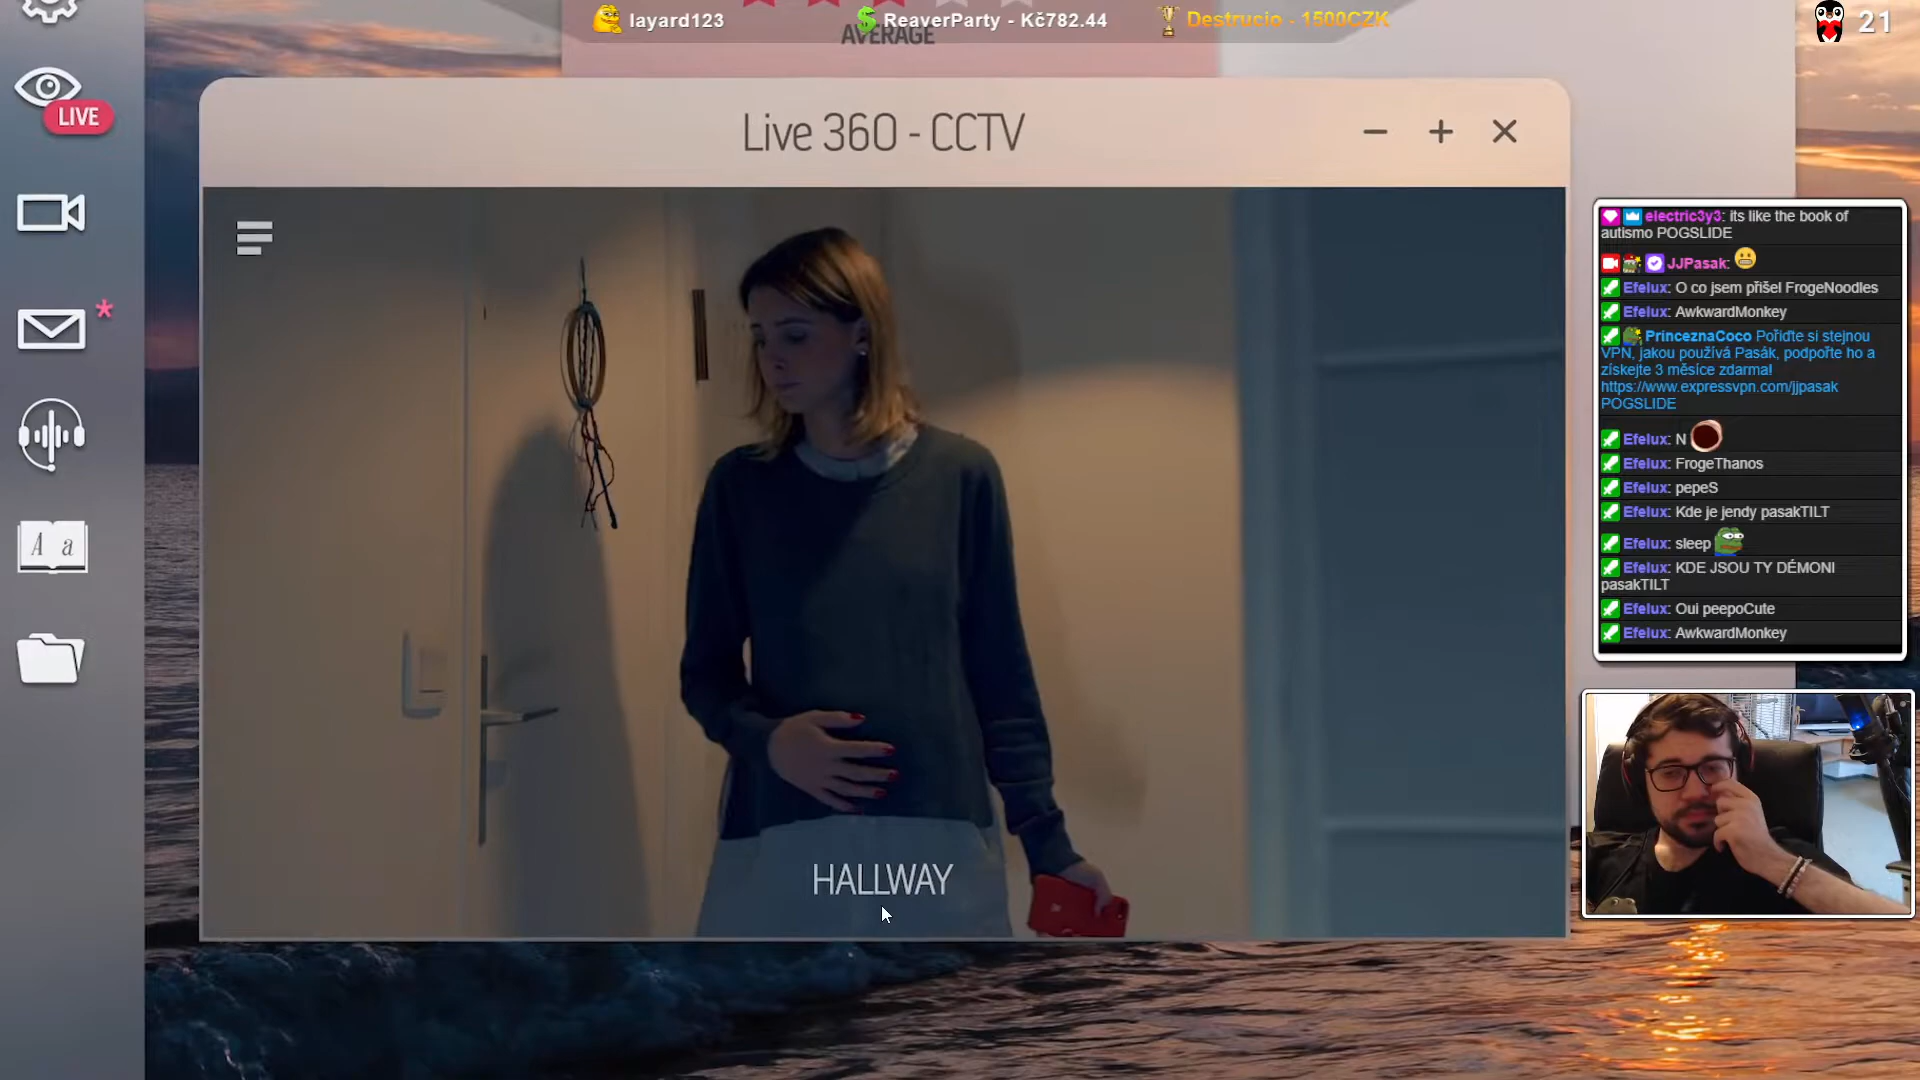 layard123
ReaverParty - Kč782.44
Destrucio - 1500CZK
21
AVERAGE
LIVE
Live 360 - CCTV
HALLWAY
A a
electric3y3: its like the book of
autismo POGSLIDE
JJPasak:
Efelux: O co jsem přišel FrogeNoodles
Efelux: AwkwardMonkey
PrinceznaCoco Pořiďte si stejnou
VPN, jakou používá Pasák, podpořte ho a
získejte 3 měsíce zdarma!
https://www.expressvpn.com/jjpasak
POGSLIDE
Efelux: N
Efelux: FrogeThanos
Efelux: pepeS
Efelux: Kde je jendy pasakTILT
Efelux: sleep
Efelux: KDE JSOU TY DÉMONI
pasakTILT
Efelux: Oui peepoCute
Efelux: AwkwardMonkey